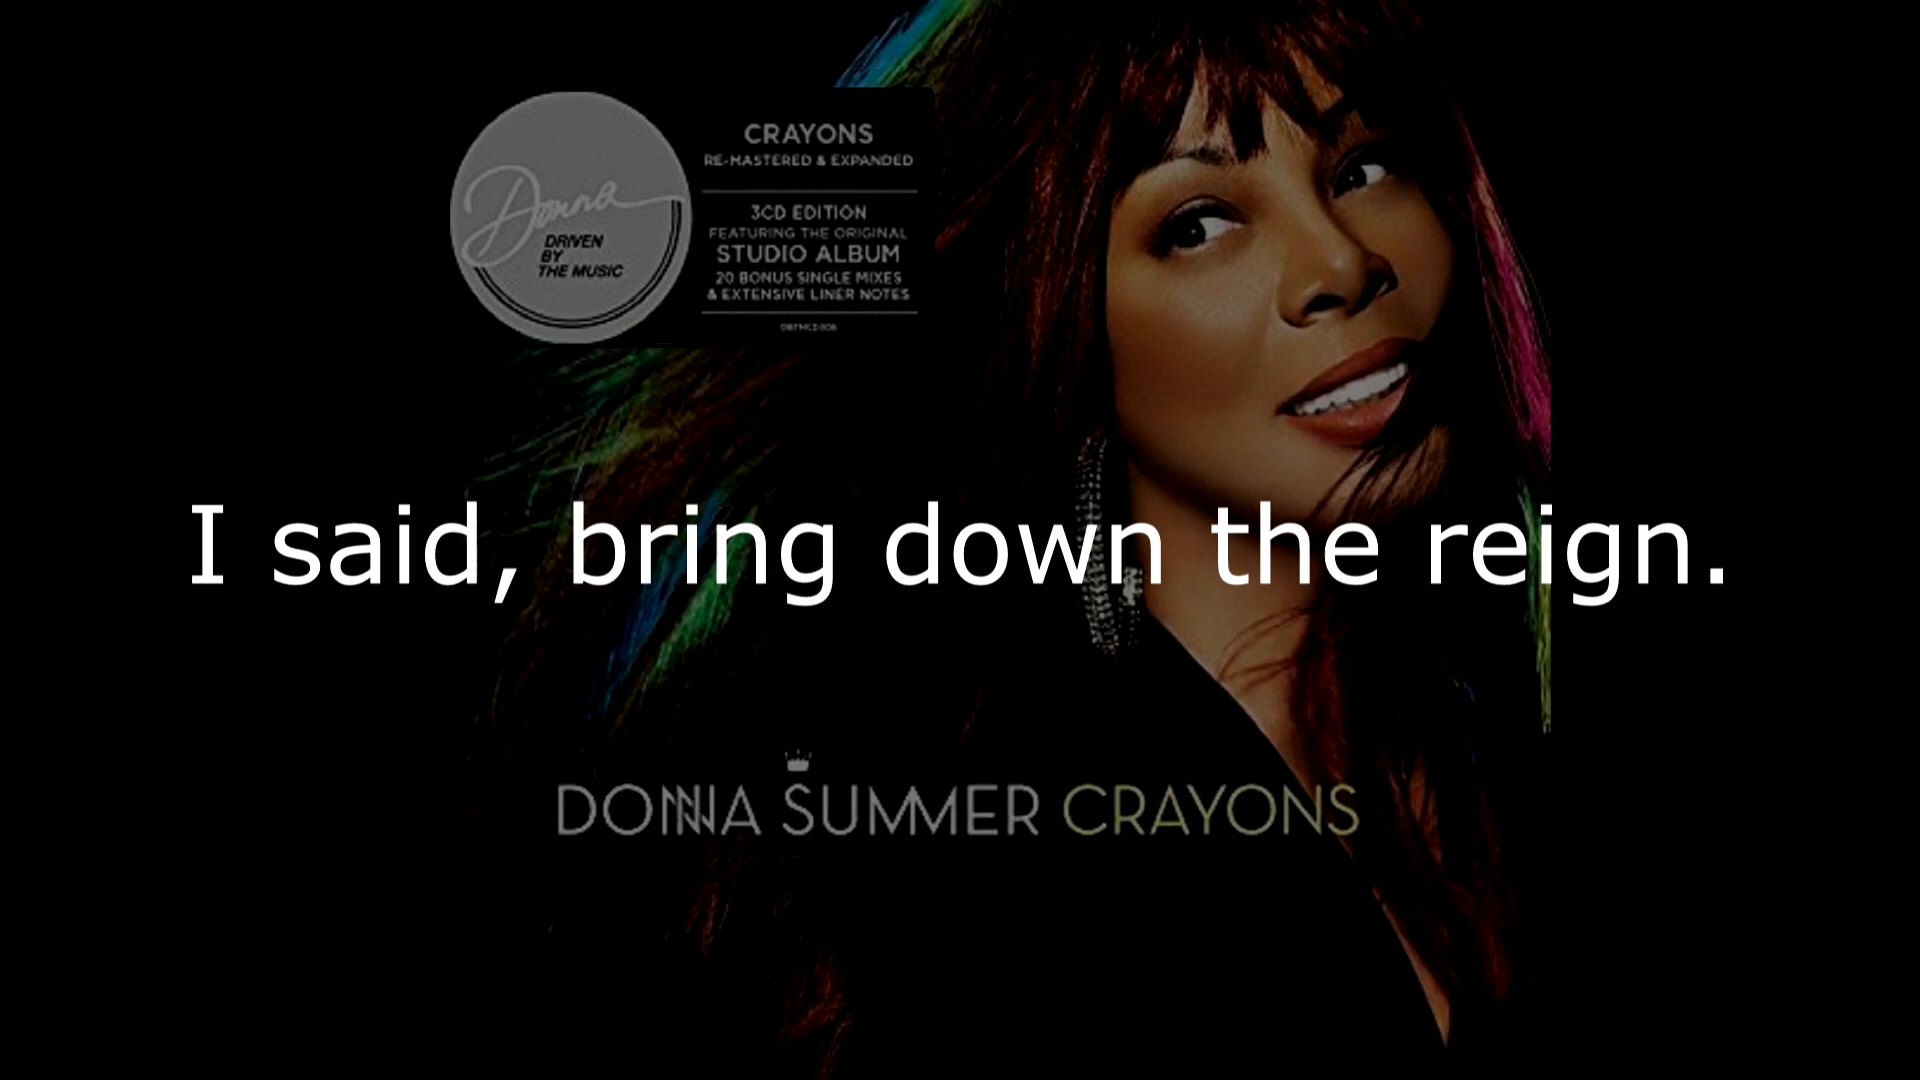 Donna
DRIVEN
BY
THE MUSIC
CRAYONS
RE-MASTERED & EXPANDED
3CD EDITION
FEATURING THE ORIGINAL
STUDIO ALBUM
20 BONUS SINGLE MIXES
& EXTENSIVE LINER NOTES
I said, bring down the reign.
DONNA SUMMER CRAYONS